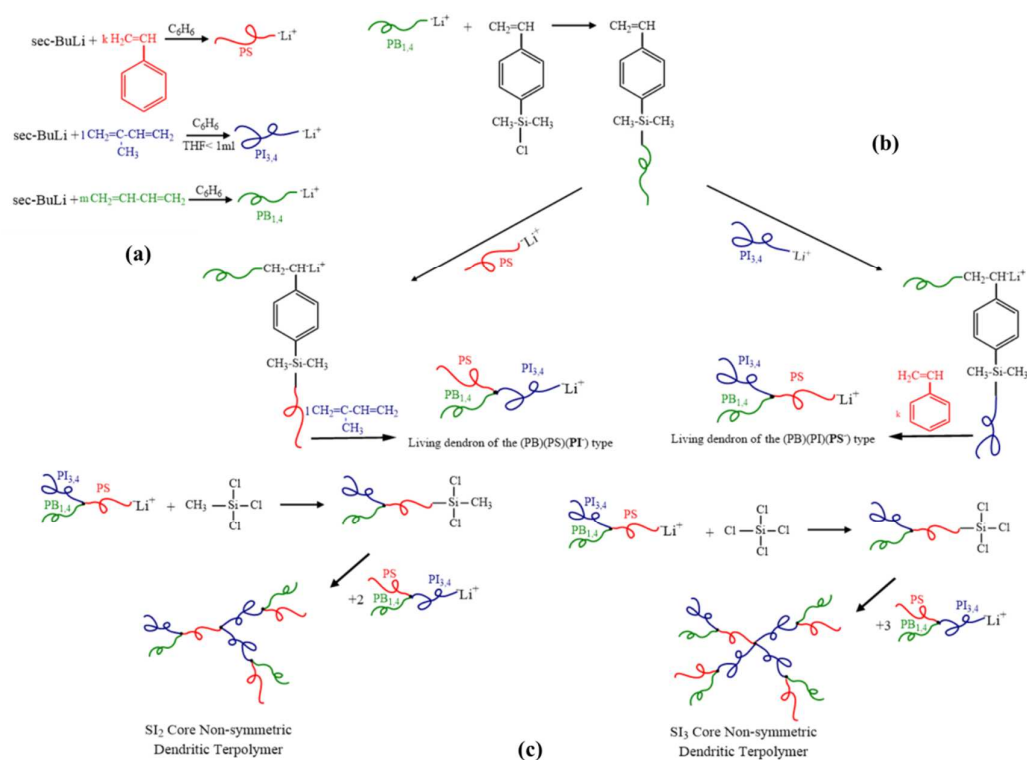 sec-BuLi + k H₂C=CH
C₆H₆
PS
⁻Li⁺
sec-BuLi + l CH₂=C-CH=CH₂
CH₃
C₆H₆
THF< 1ml
PI₃,₄
⁻Li⁺
sec-BuLi + m CH₂=CH-CH=CH₂
C₆H₆
PB₁,₄
⁻Li⁺
(a)
PB₁,₄
⁻Li⁺
+
CH₂=CH
CH₃-Si-CH₃
Cl
CH₂=CH
CH₃-Si-CH₃
(b)
⁻Li⁺
PS
PI₃,₄
⁻Li⁺
CH₂-CH⁻Li⁺
CH₃-Si-CH₃
l CH₂=C-CH=CH₂
CH₃
PS
PI₃,₄
PB₁,₄
⁻Li⁺
Living dendron of the (PB)(PS)(PI⁻) type
CH₂-CH⁻Li⁺
CH₃-Si-CH₃
H₂C=CH
k
PI₃,₄
PS
PB₁,₄
⁻Li⁺
Living dendron of the (PB)(PI)(PS⁻) type
PI₃,₄
PS
PB₁,₄
⁻Li⁺
+
Cl
CH₃-Si-Cl
Cl
Cl
Si-CH₃
Cl
+2
PS
PI₃,₄
PB₁,₄
⁻Li⁺
SI₂ Core Non-symmetric
Dendritic Terpolymer
PI₃,₄
PS
PB₁,₄
⁻Li⁺
+
Cl
Cl-Si-Cl
Cl
Cl
Si-Cl
Cl
+3
PS
PI₃,₄
PB₁,₄
⁻Li⁺
SI₃ Core Non-symmetric
Dendritic Terpolymer
(c)